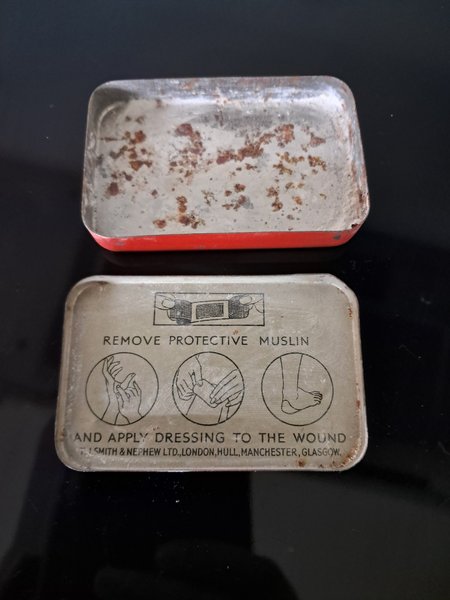 REMOVE PROTECTIVE MUSLIN
AND APPLY DRESSING TO THE WOUND
SMITH & NEPHEW LTD., LONDON, HULL, MANCHESTER, GLASGOW.